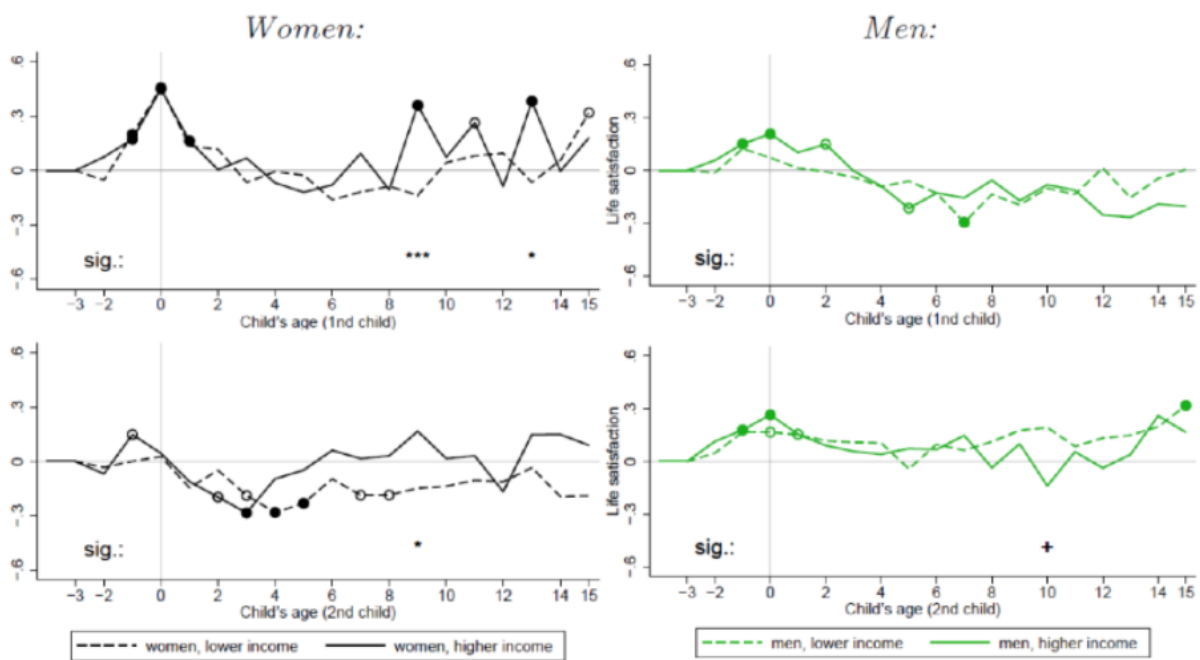 Women:
.6
.3
0
−.3
−.6
sig.:
***
*
−3 −2 0 2 4 6 8 10 12 14 15
Child's age (1nd child)
Men:
Life satisfaction
.6
.3
0
−.3
−.6
sig.:
−3 −2 0 2 4 6 8 10 12 14 15
Child's age (1nd child)
.6
.3
0
−.3
−.6
sig.:
*
−3 −2 0 2 4 6 8 10 12 14 15
Child's age (2nd child)
women, lower income women, higher income
Life satisfaction
.6
.3
0
−.3
−.6
sig.:
+
−3 −2 0 2 4 6 8 10 12 14 15
Child's age (2nd child)
men, lower income men, higher income